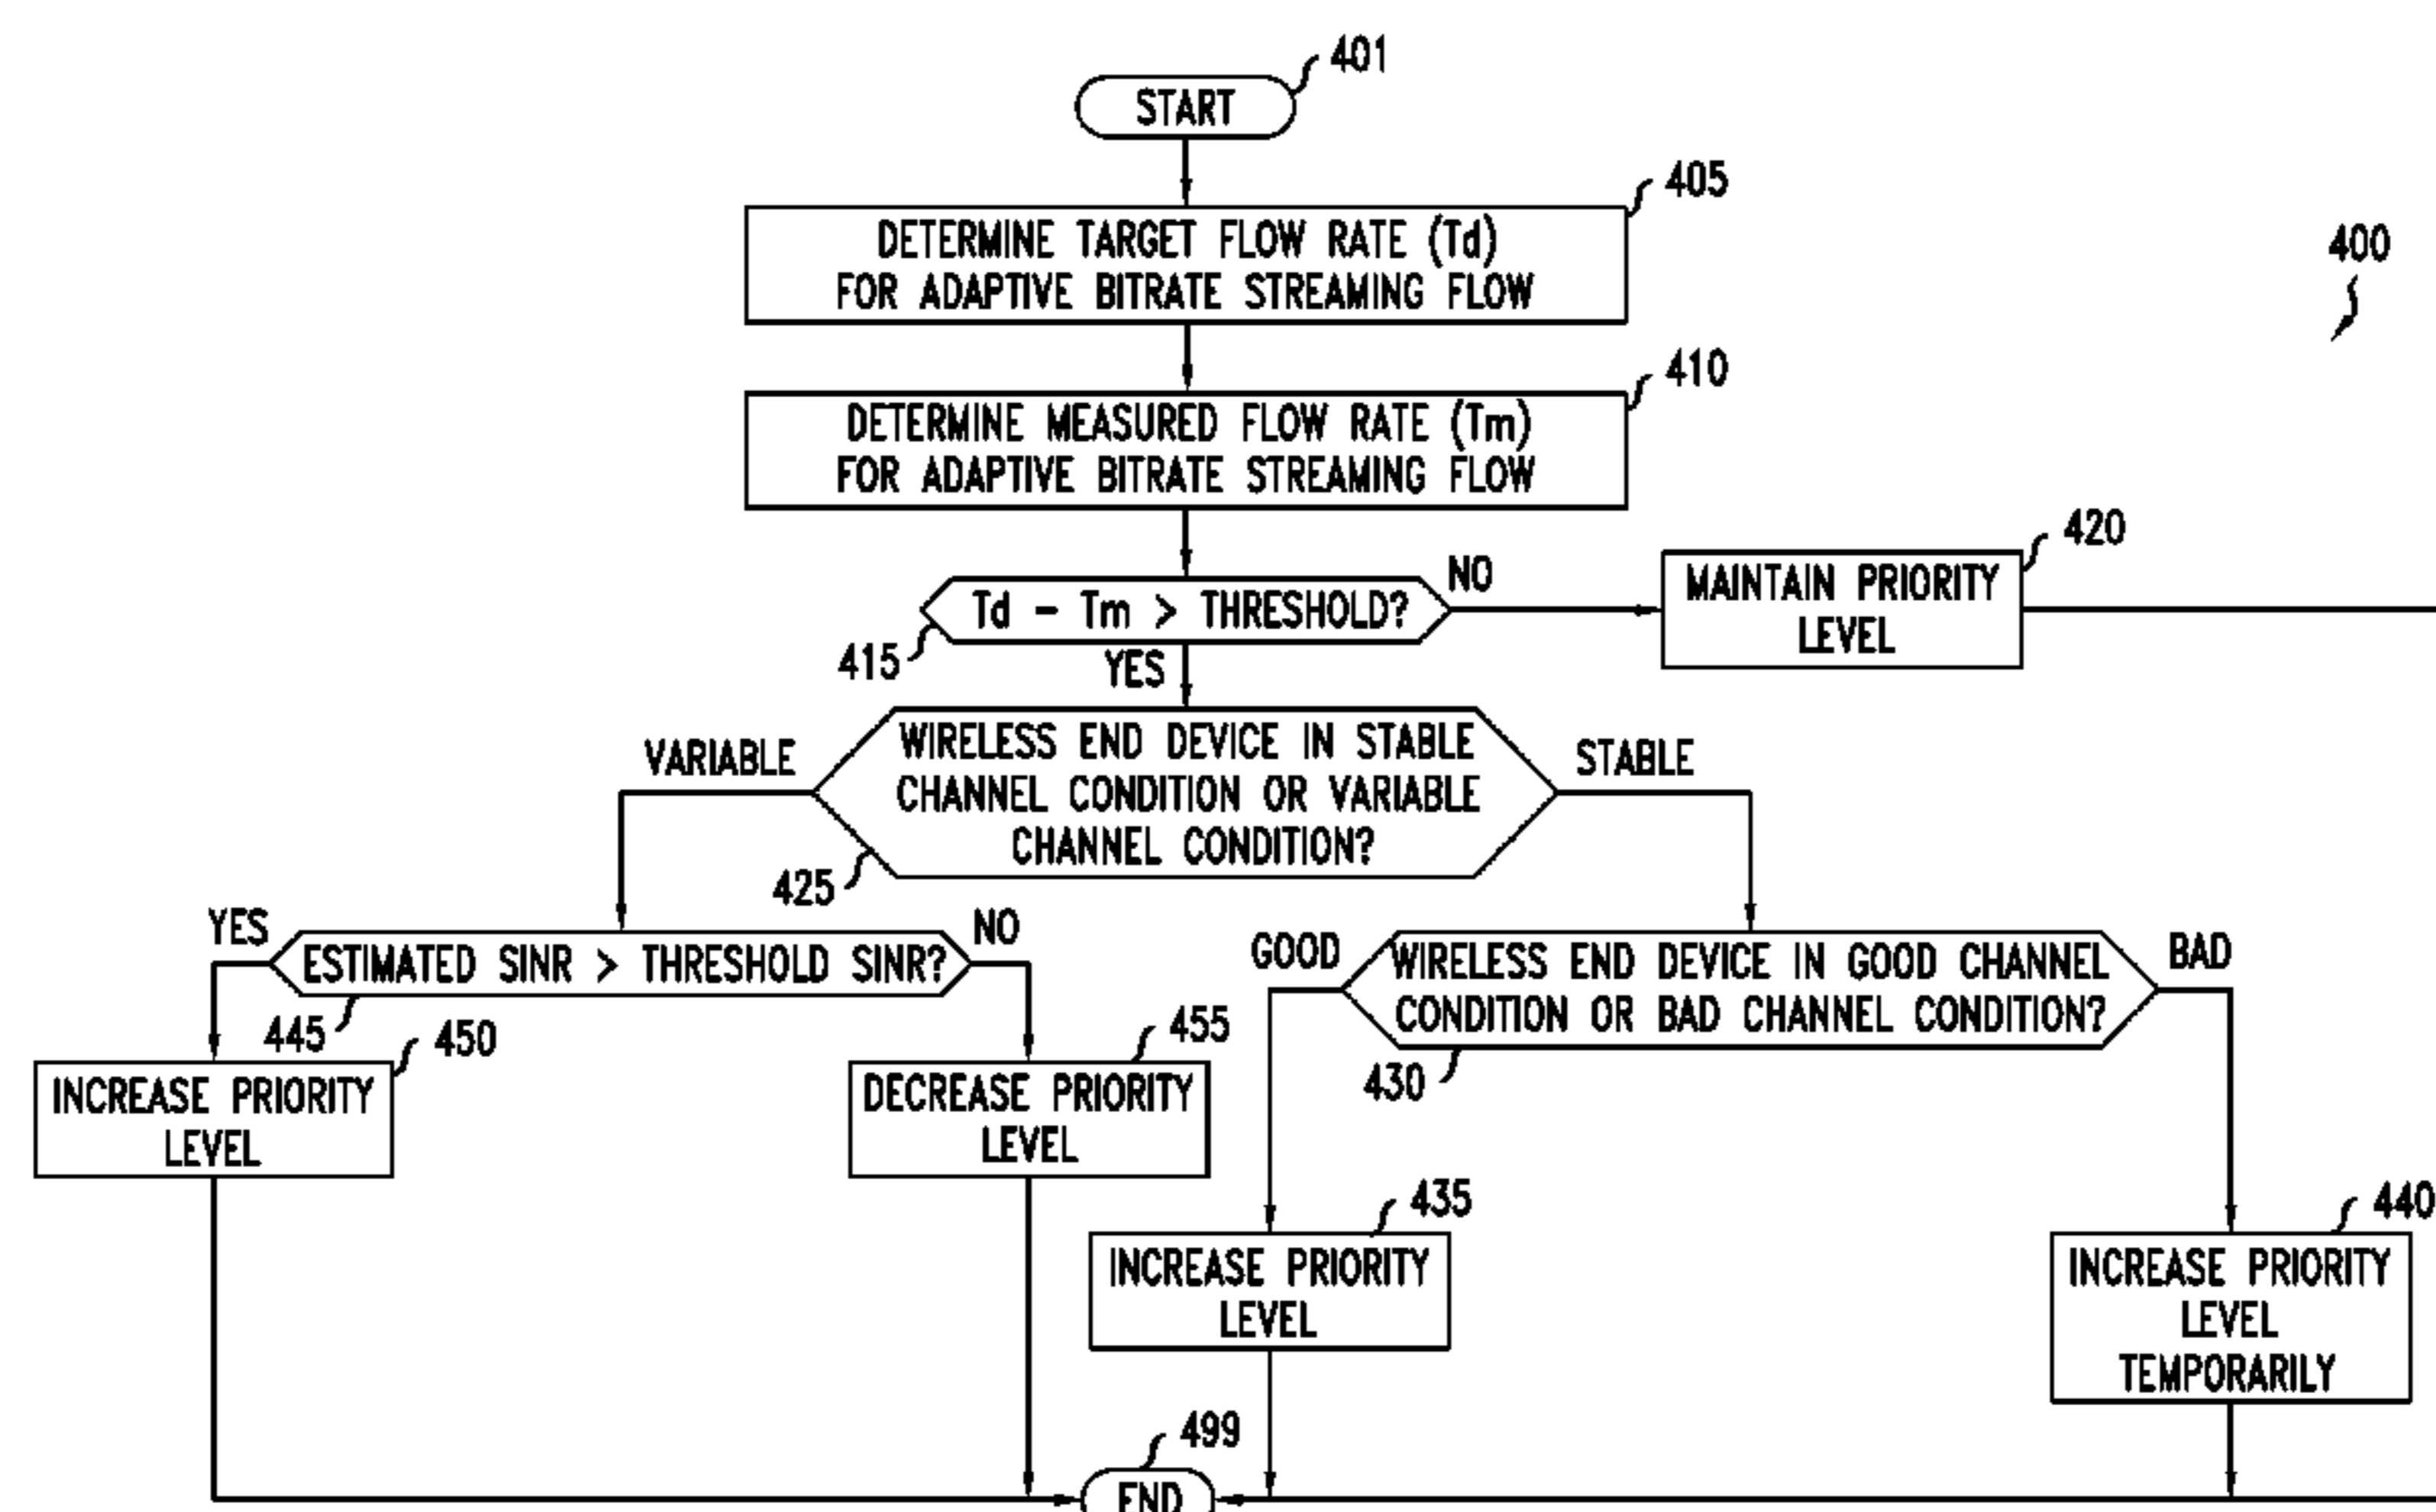 401
START
405
DETERMINE TARGET FLOW RATE (Td)
FOR ADAPTIVE BITRATE STREAMING FLOW
400
410
DETERMINE MEASURED FLOW RATE (Tm)
FOR ADAPTIVE BITRATE STREAMING FLOW
420
Td - Tm > THRESHOLD?
NO
MAINTAIN PRIORITY
LEVEL
415
YES
WIRELESS END DEVICE IN STABLE
CHANNEL CONDITION OR VARIABLE
CHANNEL CONDITION?
VARIABLE
STABLE
425
YES
ESTIMATED SINR > THRESHOLD SINR?
NO
445
GOOD
WIRELESS END DEVICE IN GOOD CHANNEL
CONDITION OR BAD CHANNEL CONDITION?
BAD
430
450
INCREASE PRIORITY
LEVEL
455
DECREASE PRIORITY
LEVEL
435
INCREASE PRIORITY
LEVEL
440
INCREASE PRIORITY
LEVEL
TEMPORARILY
499
END